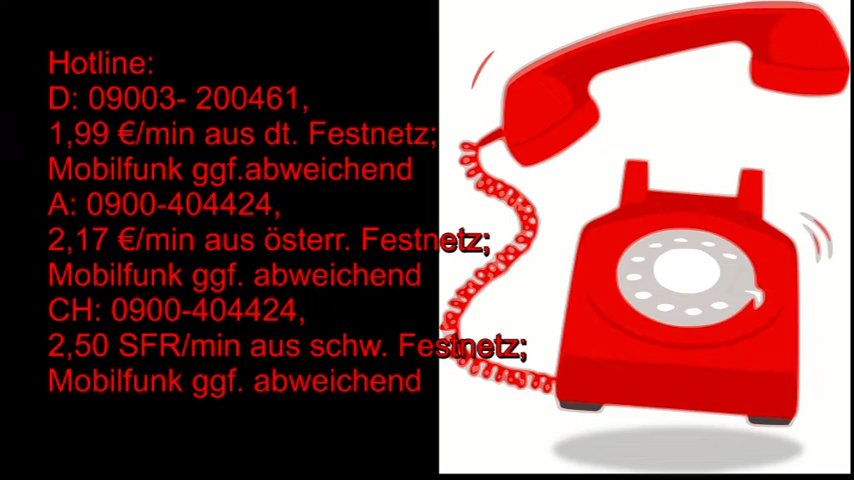 Hotline:
D: 09003- 200461,
1,99 €/min aus dt. Festnetz;
Mobilfunk ggf.abweichend
A: 0900-404424,
2,17 €/min aus österr. Festnetz;
Mobilfunk ggf. abweichend
CH: 0900-404424,
2,50 SFR/min aus schw. Festnetz;
Mobilfunk ggf. abweichend